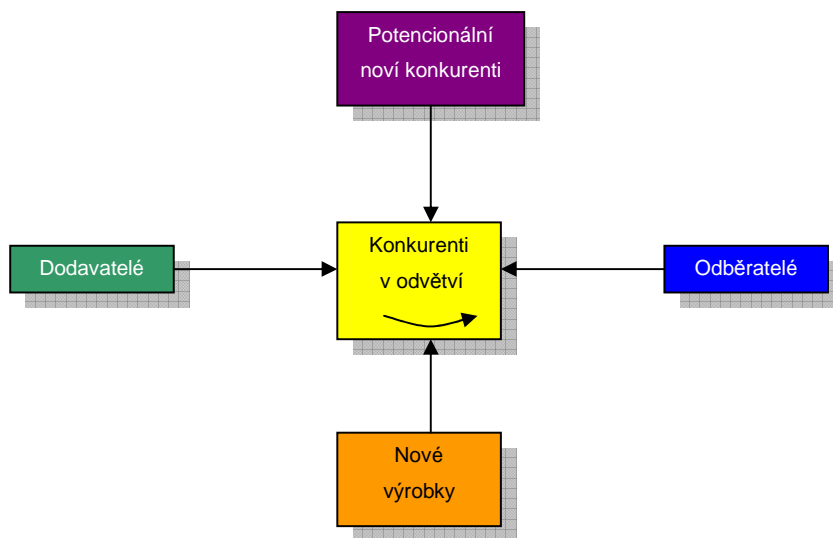 Potencionální
noví konkurenti
Konkurenti
v odvětví
Dodavatelé
Odběratelé
Nové
výrobky